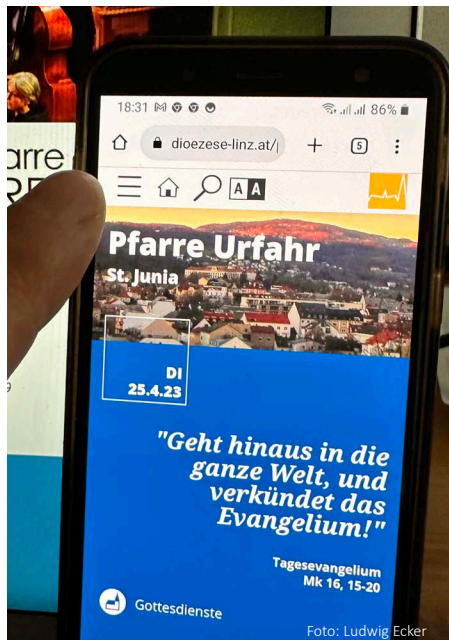 arre
18:31 86%
dioezese-linz.at/
5
A A
Pfarre Urfahr
St. Junia
DI
25.4.23
"Geht hinaus in die
ganze Welt, und
verkündet das
Evangelium!"
Tagesevangelium
Mk 16, 15-20
Gottesdienste
9
Foto: Ludwig Ecker